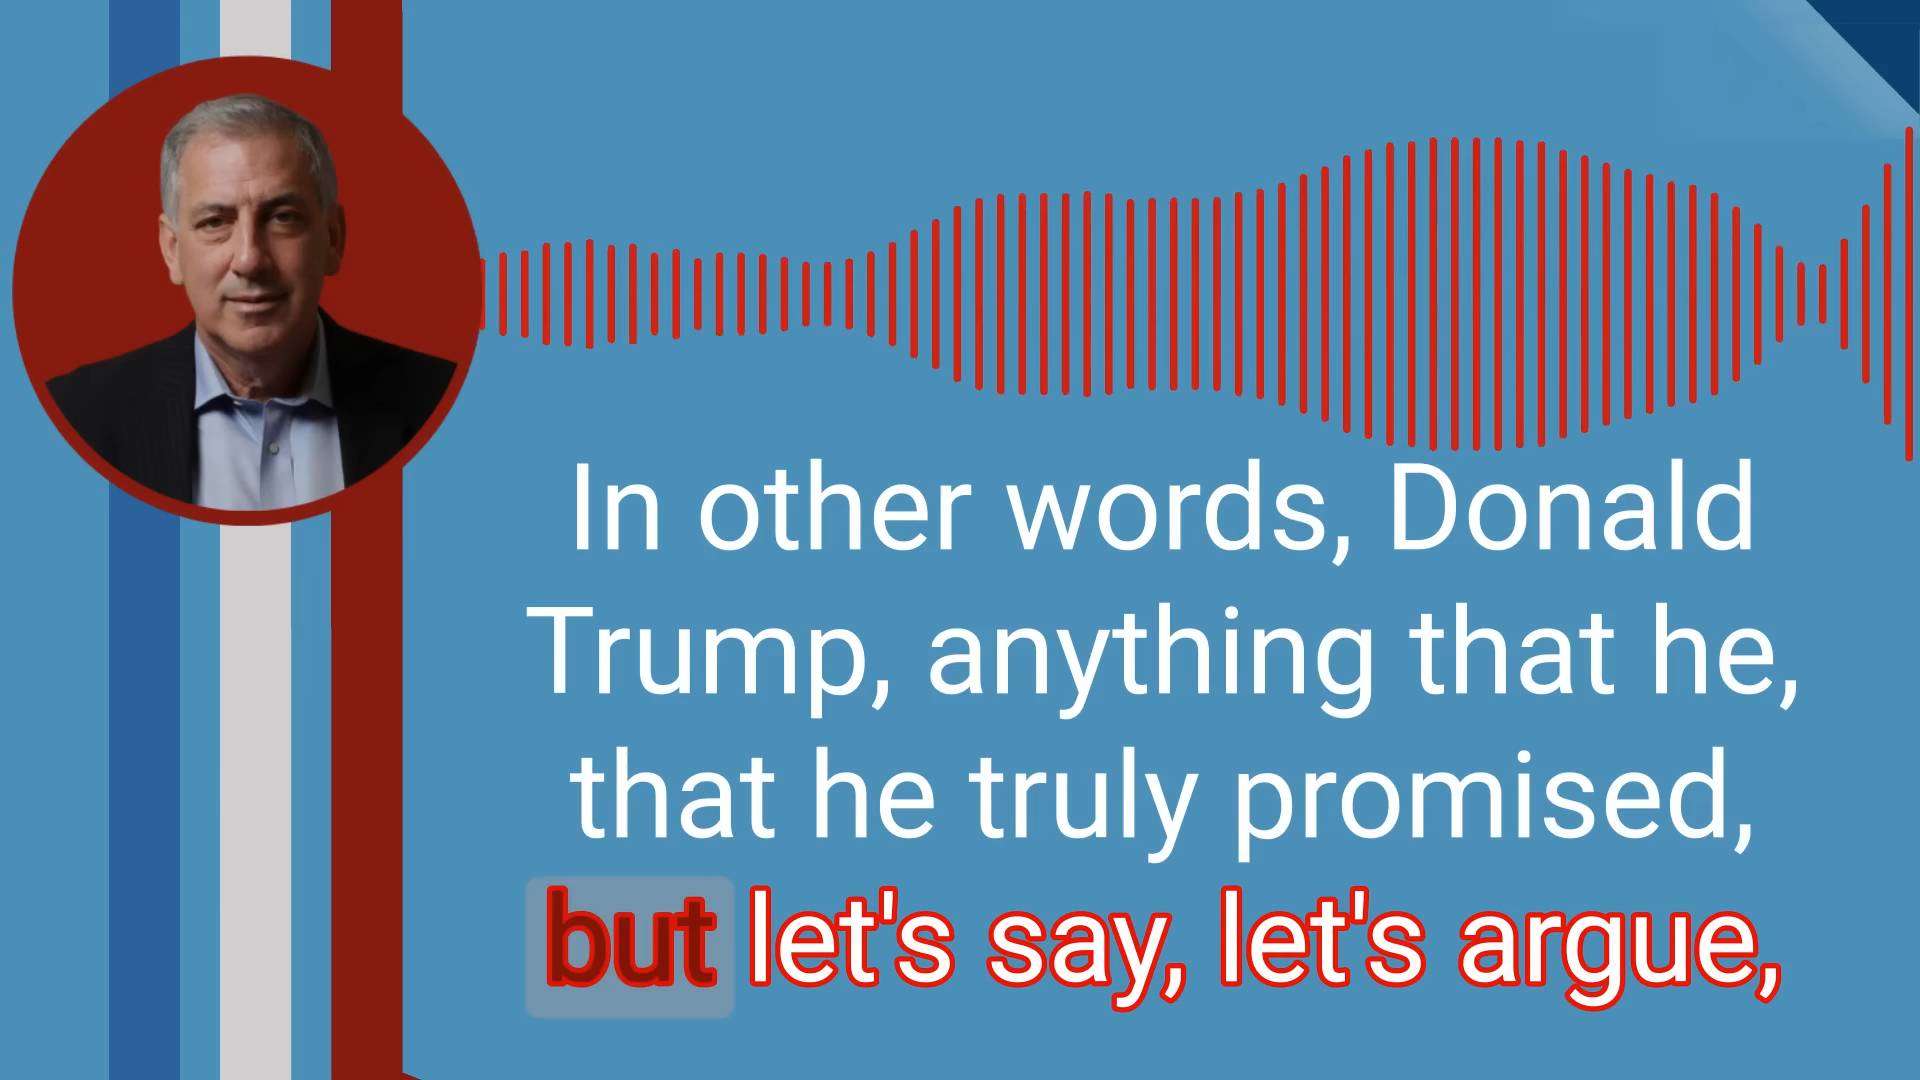 In other words, Donald
Trump, anything that he,
that he truly promised,
but let's say, let's argue,